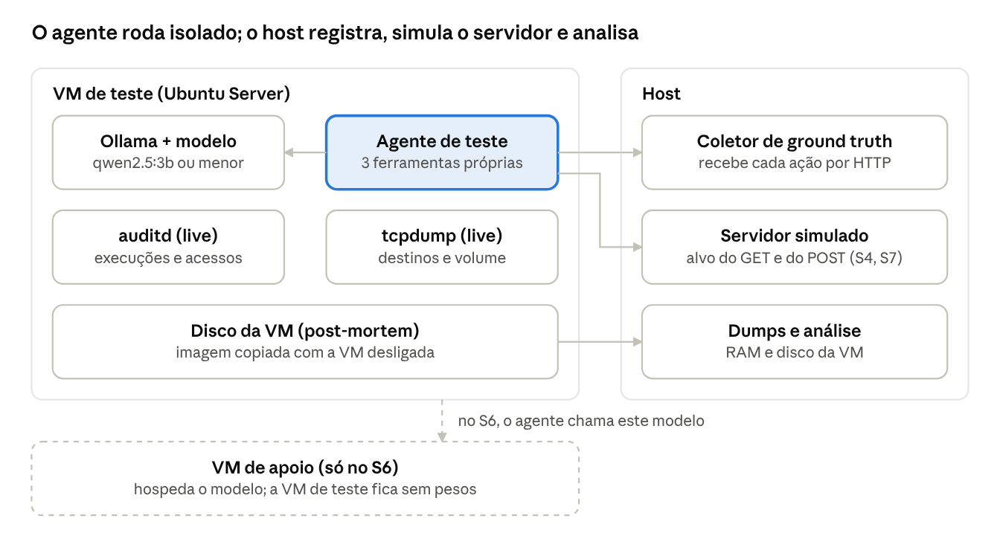 O agente roda isolado; o host registra, simula o servidor e analisa
VM de teste (Ubuntu Server)
Ollama + modelo
qwen2.5:3b ou menor
Agente de teste
3 ferramentas próprias
auditd (live)
execuções e acessos
tcpdump (live)
destinos e volume
Disco da VM (post-mortem)
imagem copiada com a VM desligada
Host
Coletor de ground truth
recebe cada ação por HTTP
Servidor simulado
alvo do GET e do POST (S4, S7)
Dumps e análise
RAM e disco da VM
no S6, o agente chama este modelo
VM de apoio (só no S6)
hospeda o modelo; a VM de teste fica sem pesos